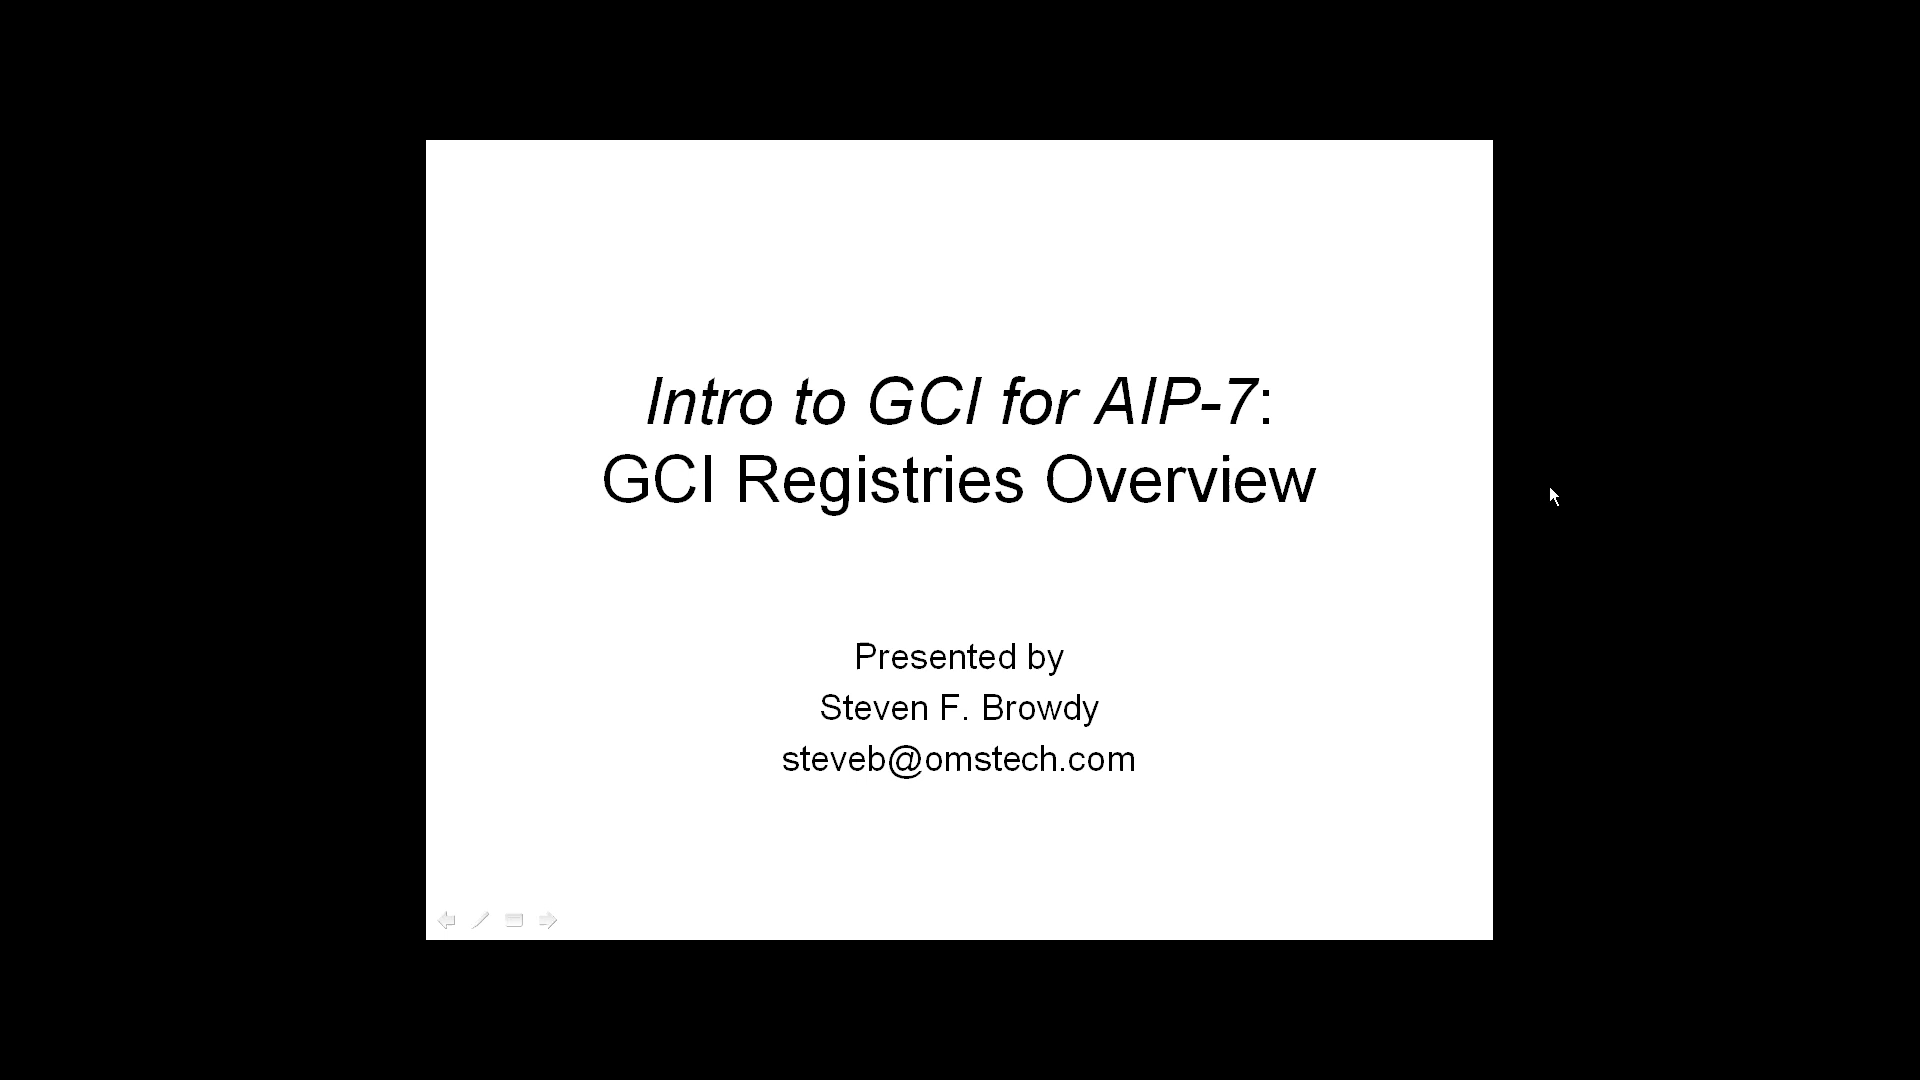 Intro to GCI for AIP-7:
GCI Registries Overview
Presented by
Steven F. Browdy
steveb@omstech.com